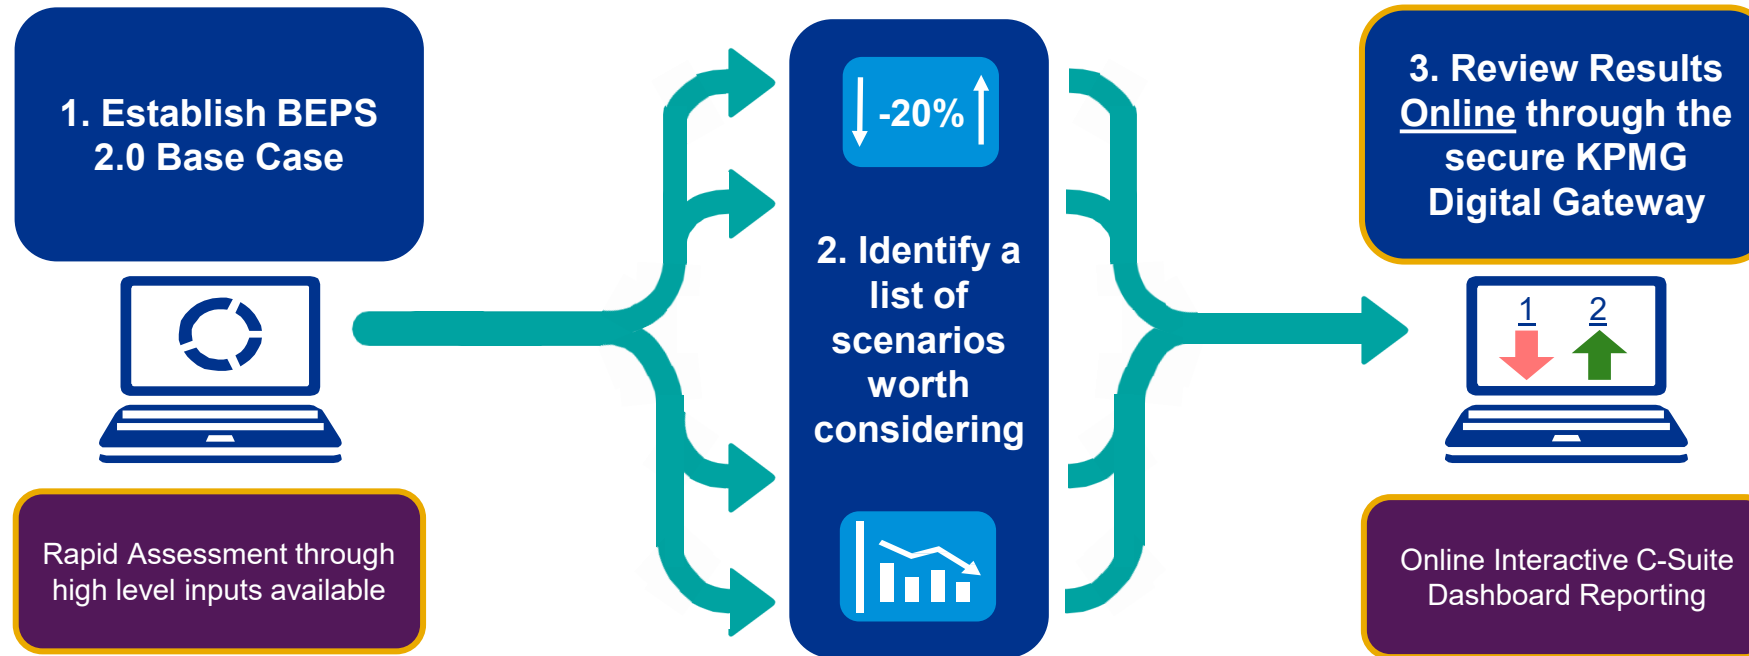 1. Establish BEPS
2.0 Base Case
Rapid Assessment through
high level inputs available
-20%
2. Identify a
list of
scenarios
worth
considering
3. Review Results
Online through the
secure KPMG
Digital Gateway
1 2
Online Interactive C-Suite
Dashboard Reporting